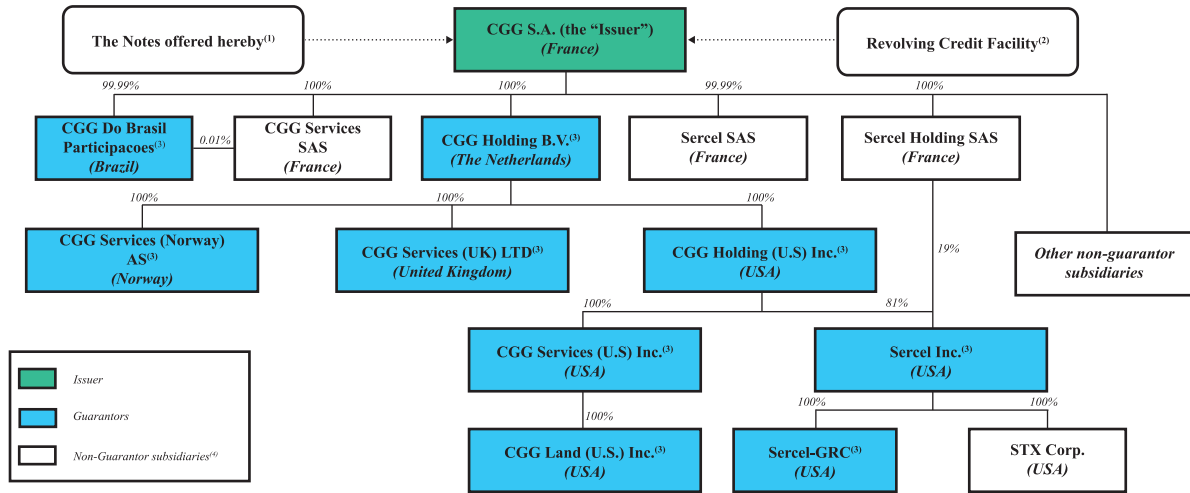 CGG S.A. (the “Issuer”)
(France)
The Notes offered hereby(1)
Revolving Credit Facility(2)
99.99%
100%
100%
99.99%
100%
CGG Do Brasil
Participacoes(3)
(Brazil)
0.01%
CGG Services
SAS
(France)
CGG Holding B.V.(3)
(The Netherlands)
Sercel SAS
(France)
Sercel Holding SAS
(France)
100%
100%
100%
CGG Services (Norway)
AS(3)
(Norway)
CGG Services (UK) LTD(3)
(United Kingdom)
CGG Holding (U.S) Inc.(3)
(USA)
19%
Other non-guarantor
subsidiaries
100%
81%
CGG Services (U.S) Inc.(3)
(USA)
Sercel Inc.(3)
(USA)
100%
100%
100%
CGG Land (U.S.) Inc.(3)
(USA)
Sercel-GRC(3)
(USA)
STX Corp.
(USA)
Issuer
Guarantors
Non-Guarantor subsidiaries(4)